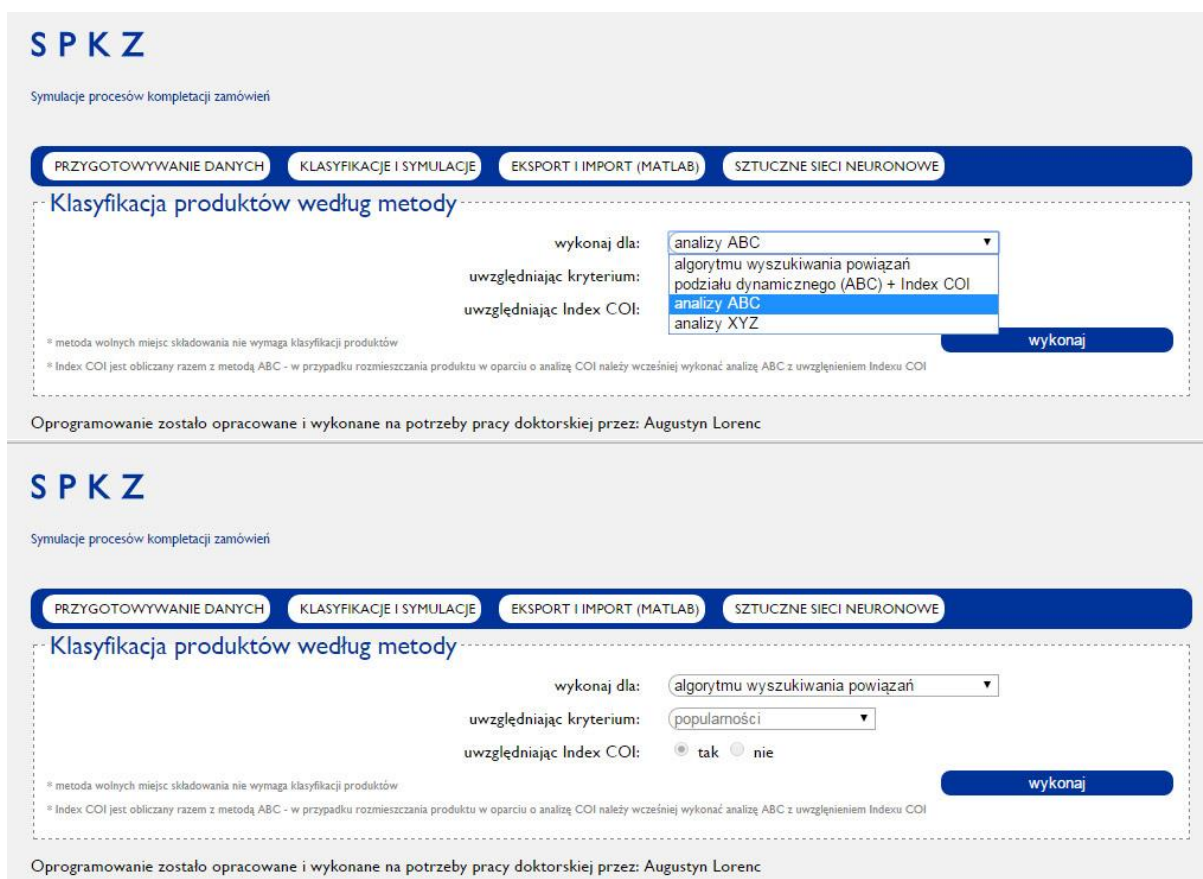 S P K Z
Symulacje procesów kompletacji zamówień
PRZYGOTOWYWANIE DANYCH KLASYFIKACJE I SYMULACJE EKSPORT I IMPORT (MATLAB) SZTUCZNE SIECI NEURONOWE
Klasyfikacja produktów według metody
wykonaj dla: analizy ABC
algorytmu wyszukiwania powiązań
uwzględniając kryterium:
podziału dynamicznego (ABC) + Index COI
analizy ABC
uwzględniając Index COI:
analizy XYZ
* metoda wolnych miejsc składowania nie wymaga klasyfikacji produktów
wykonaj
* Index COI jest obliczany razem z metodą ABC - w przypadku rozmieszczania produktu w oparciu o analizę COI należy wcześniej wykonać analizę ABC z uwzglęnieniem Indexu COI
Oprogramowanie zostało opracowane i wykonane na potrzeby pracy doktorskiej przez: Augustyn Lorenc
S P K Z
Symulacje procesów kompletacji zamówień
PRZYGOTOWYWANIE DANYCH KLASYFIKACJE I SYMULACJE EKSPORT I IMPORT (MATLAB) SZTUCZNE SIECI NEURONOWE
Klasyfikacja produktów według metody
wykonaj dla: algorytmu wyszukiwania powiązań
uwzględniając kryterium: popularności
uwzględniając Index COI: tak nie
* metoda wolnych miejsc składowania nie wymaga klasyfikacji produktów
wykonaj
* Index COI jest obliczany razem z metodą ABC - w przypadku rozmieszczania produktu w oparciu o analizę COI należy wcześniej wykonać analizę ABC z uwzglęnieniem Indexu COI
Oprogramowanie zostało opracowane i wykonane na potrzeby pracy doktorskiej przez: Augustyn Lorenc